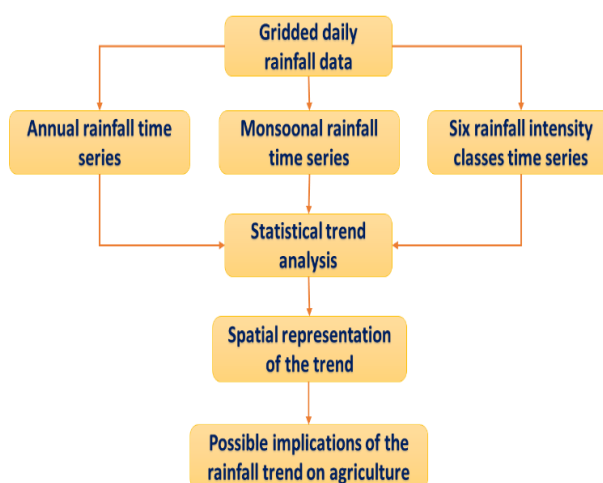 Gridded daily
rainfall data
Annual rainfall time
series
Monsoonal rainfall
time series
Six rainfall intensity
classes time series
Statistical trend
analysis
Spatial representation
of the trend
Possible implications of the
rainfall trend on agriculture